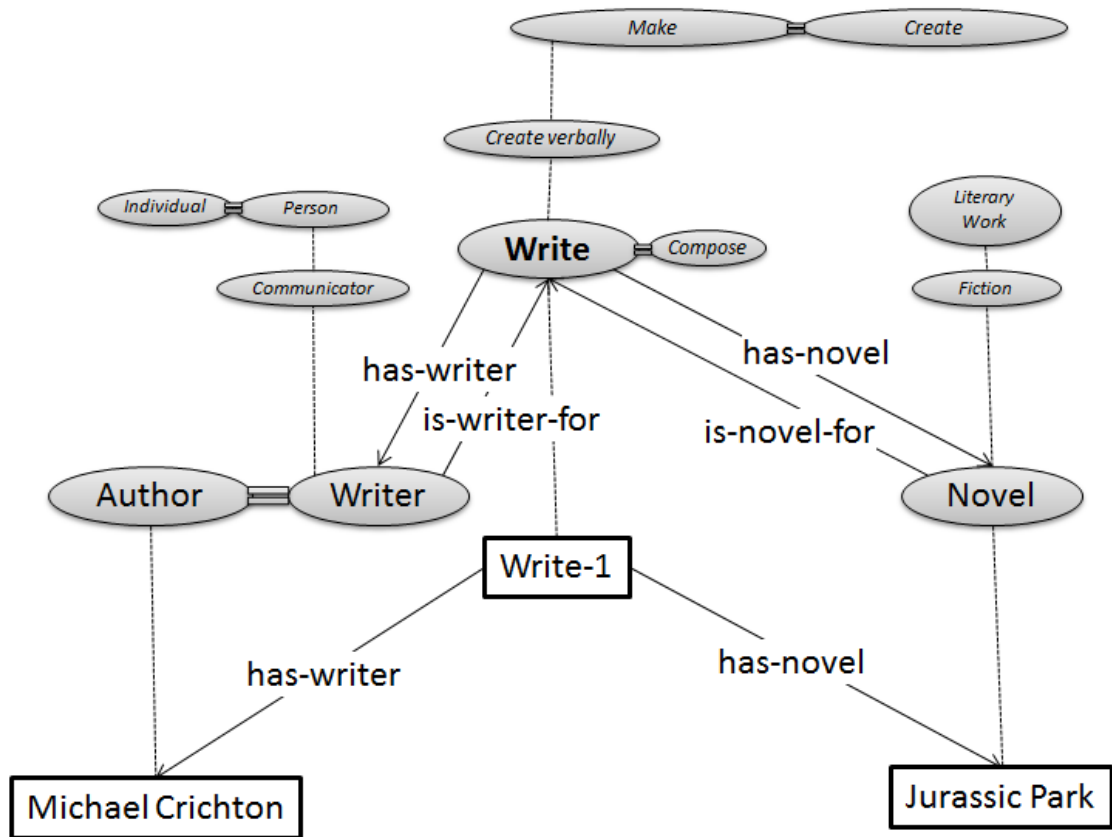 Make
Create
Create verbally
Individual
Person
Literary
Work
Write
Compose
Communicator
Fiction
has-writer
has-novel
is-writer-for
is-novel-for
Author
Writer
Novel
Write-1
has-writer
has-novel
Michael Crichton
Jurassic Park